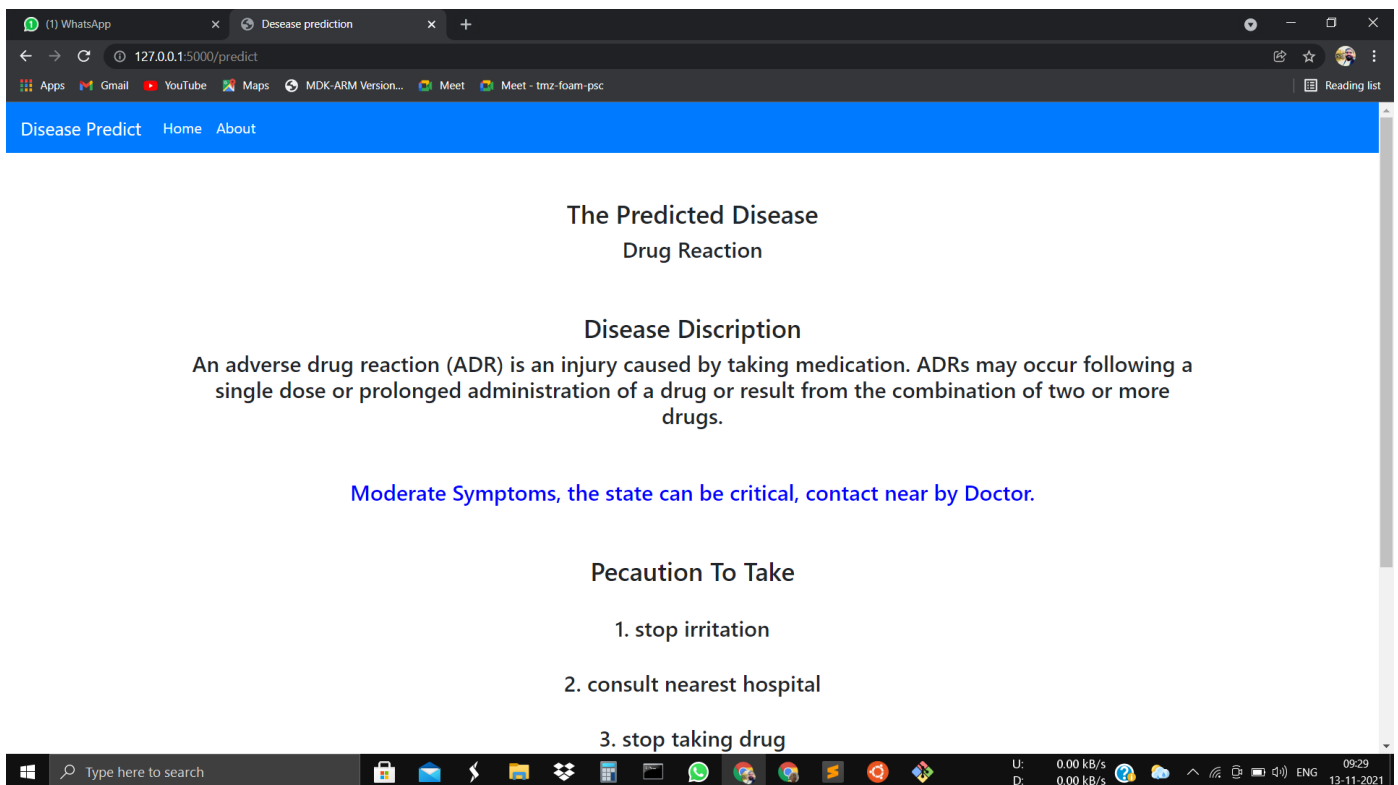 (1) WhatsApp
Desease prediction
127.0.0.1:5000/predict
Apps
Gmail
YouTube
Maps
MDK-ARM Version...
Meet
Meet - tmz-foam-psc
Reading list
Disease Predict
Home
About
The Predicted Disease
Drug Reaction
Disease Discription
An adverse drug reaction (ADR) is an injury caused by taking medication. ADRs may occur following a
single dose or prolonged administration of a drug or result from the combination of two or more
drugs.
Moderate Symptoms, the state can be critical, contact near by Doctor.
Pecaution To Take
1. stop irritation
2. consult nearest hospital
3. stop taking drug
Type here to search
U: 0.00 kB/s
D: 0.00 kB/s
ENG
09:29
13-11-2021